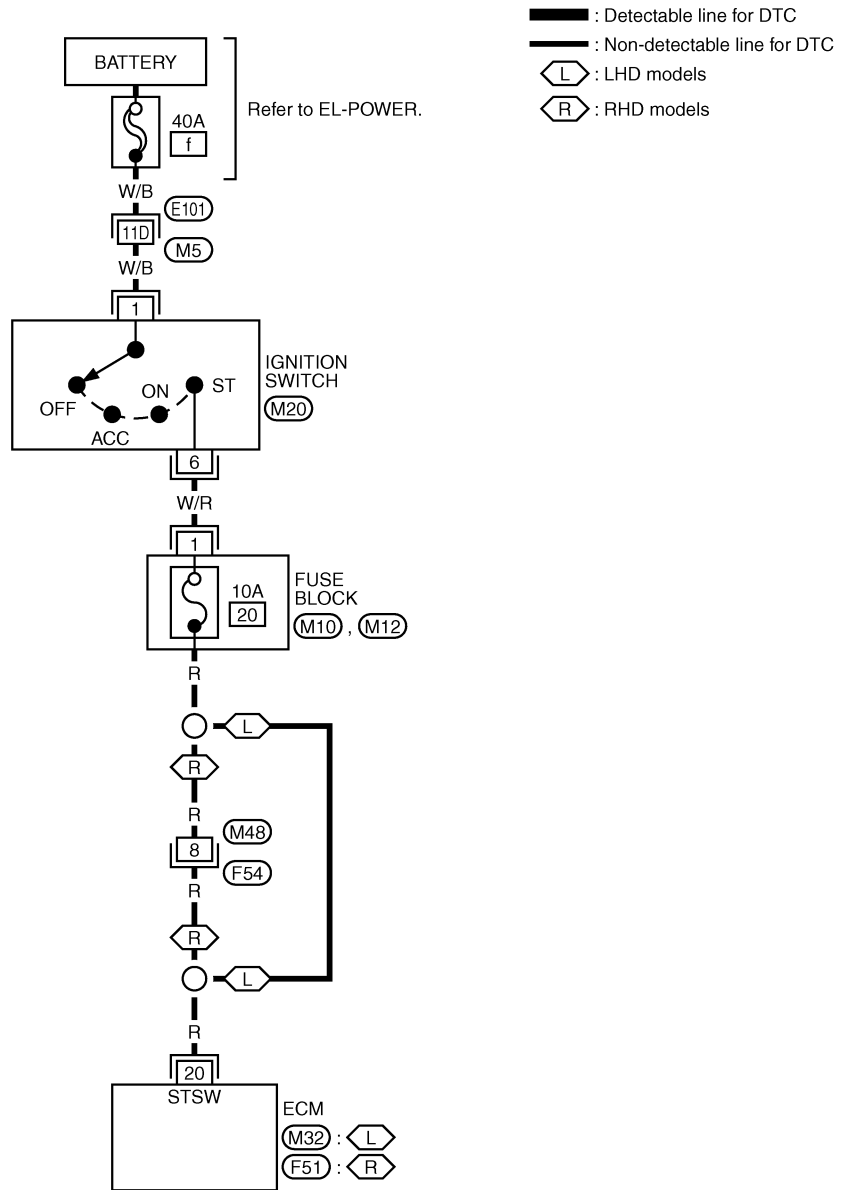 : Detectable line for DTC
: Non-detectable line for DTC
L : LHD models
R : RHD models
BATTERY
Refer to EL-POWER.
40A
f
W/B
E101
11D
M5
W/B
1
IGNITION
SWITCH
M20
OFF
ACC
ON
ST
6
W/R
1
10A
20
FUSE
BLOCK
M10 , M12
R
L
R
R
M48
8
F54
R
R
L
R
20
STSW
ECM
M32 : L
F51 : R